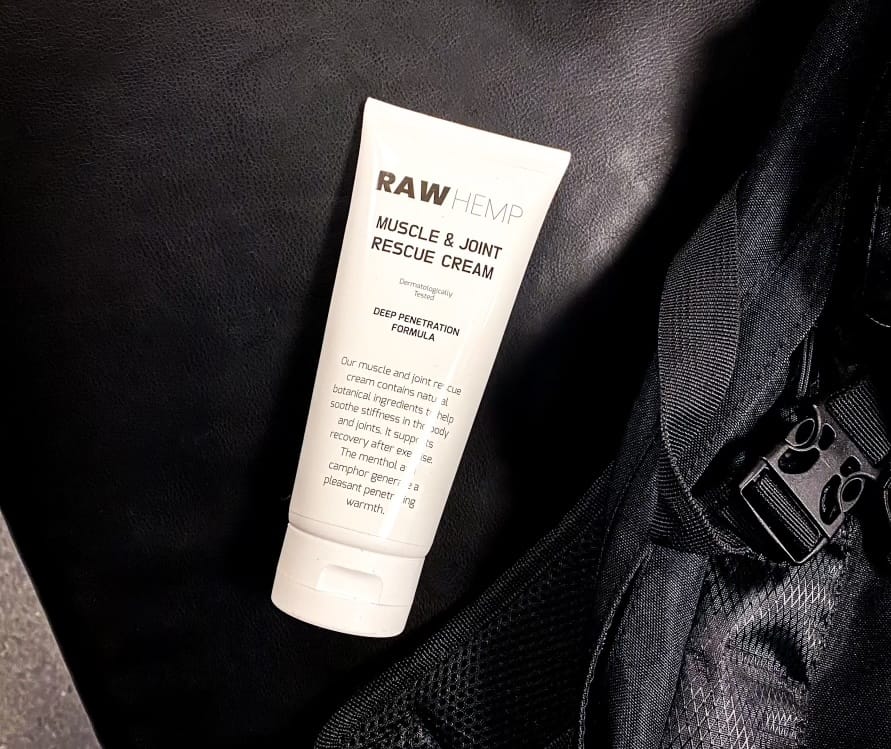 RAW HEMP
MUSCLE & JOINT
RESCUE CREAM
Dermatologically
Tested
DEEP PENETRATION
FORMULA
Our muscle and joint rescue
cream contains natural
botanical ingredients to help
soothe stiffness in the body
and joints. It supports
recovery after exercise.
The menthol and
camphor generate a
pleasant penetrating
warmth.